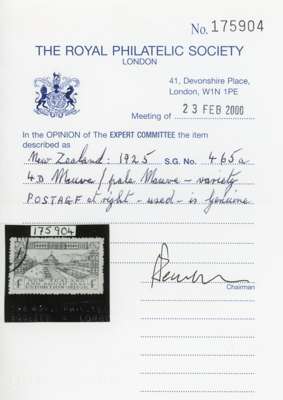 No. 175904
THE ROYAL PHILATELIC SOCIETY
LONDON
41, Devonshire Place,
London, W1N 1PE
Meeting of 23 FEB 2000
In the OPINION of The EXPERT COMMITTEE the item
described as
New Zealand: 1925 S.G. No. 465a
4D Mauve/pale Mauve – variety
POSTAGF at right – used – is genuine
Chairman
175904